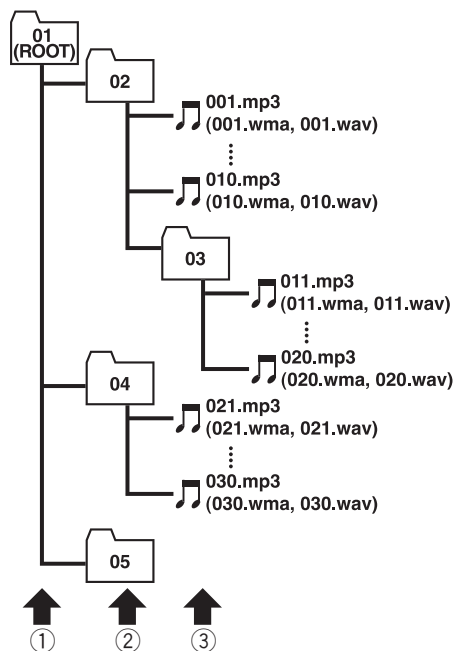 01
(ROOT)
02
001.mp3
(001.wma, 001.wav)
010.mp3
(010.wma, 010.wav)
03
011.mp3
(011.wma, 011.wav)
020.mp3
(020.wma, 020.wav)
04
021.mp3
(021.wma, 021.wav)
030.mp3
(030.wma, 030.wav)
05
① ② ③